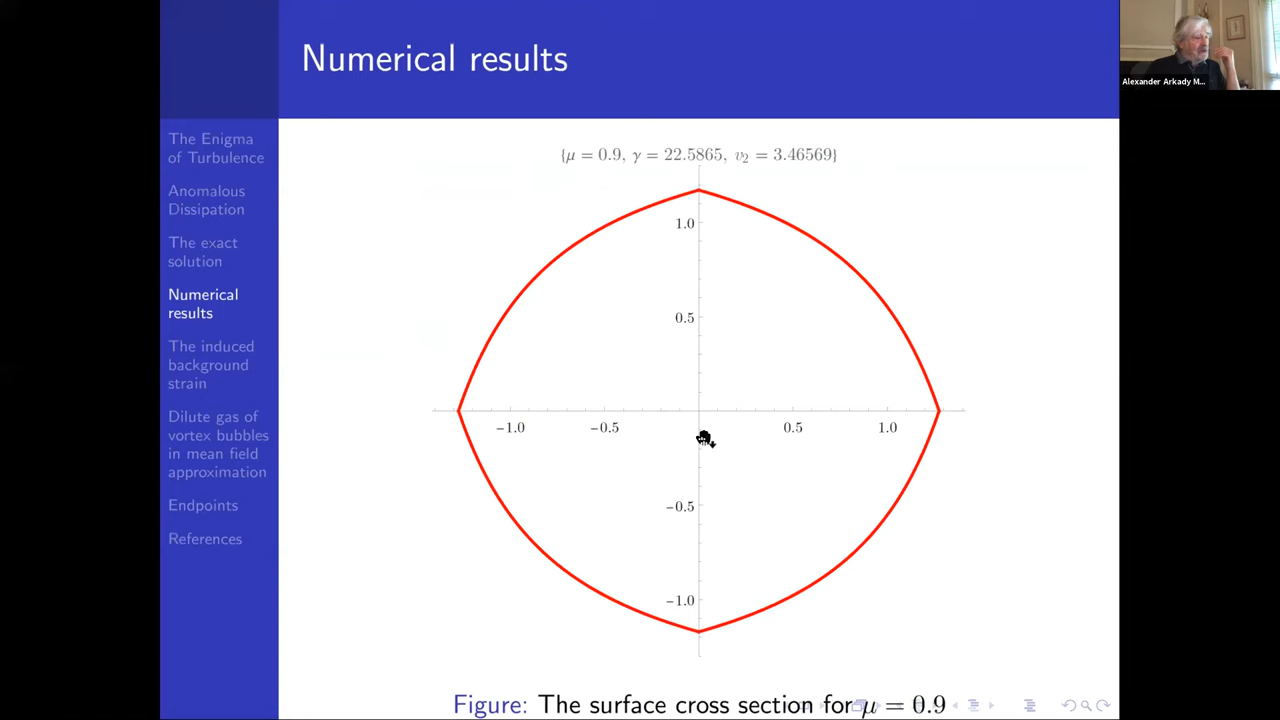 Numerical results
Alexander Arkady M...
The Enigma
of Turbulence
Anomalous
Dissipation
The exact
solution
Numerical
results
The induced
background
strain
Dilute gas of
vortex bubbles
in mean field
approximation
Endpoints
References
{μ = 0.9, γ = 22.5865, v₂ = 3.46569}
1.0
0.5
−1.0
−0.5
0.5
1.0
−0.5
−1.0
Figure: The surface cross section for μ = 0.9